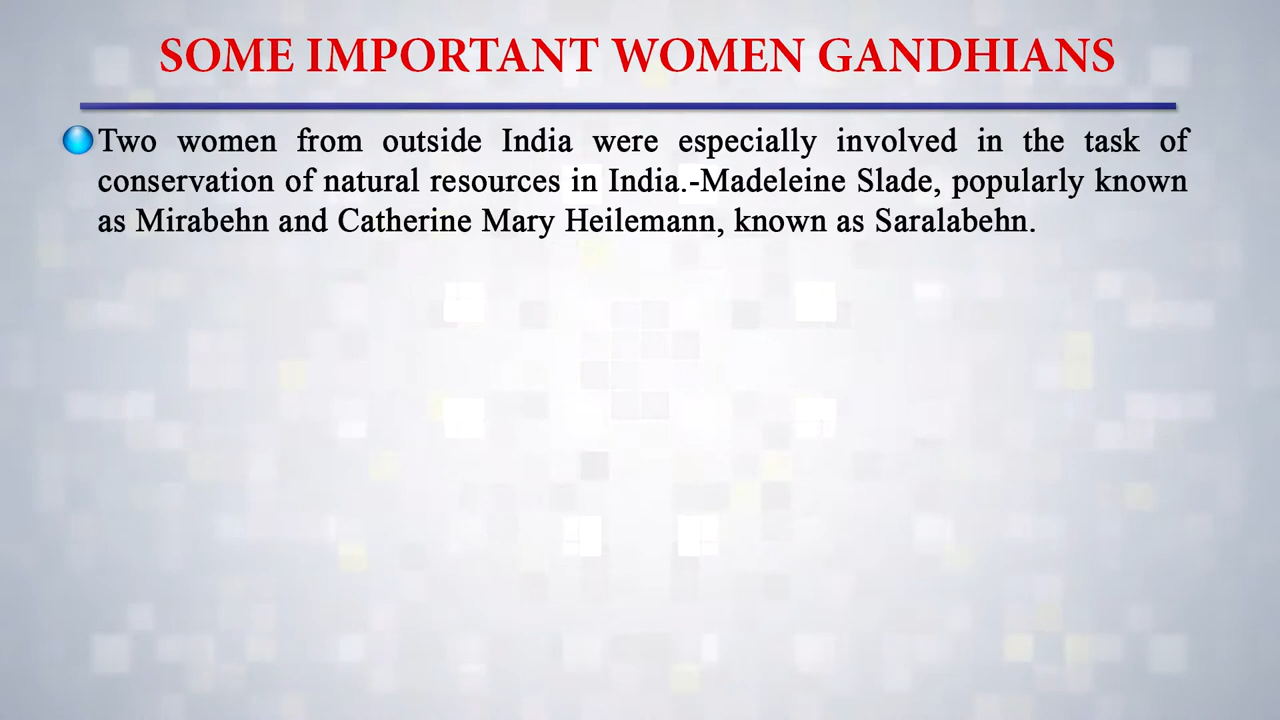 SOME IMPORTANT WOMEN GANDHIANS
Two women from outside India were especially involved in the task of
conservation of natural resources in India.-Madeleine Slade, popularly known
as Mirabehn and Catherine Mary Heilemann, known as Saralabehn.